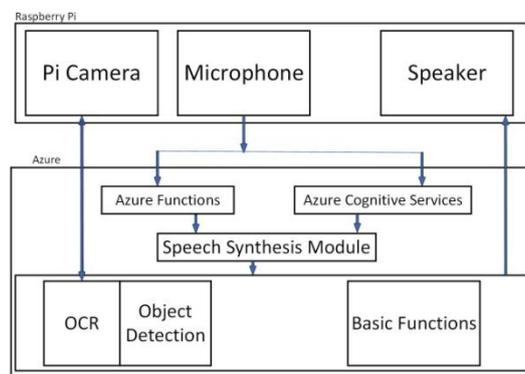 Raspberry Pi
Pi Camera
Microphone
Speaker
Azure
Azure Functions
Azure Cognitive Services
Speech Synthesis Module
OCR
Object
Detection
Basic Functions